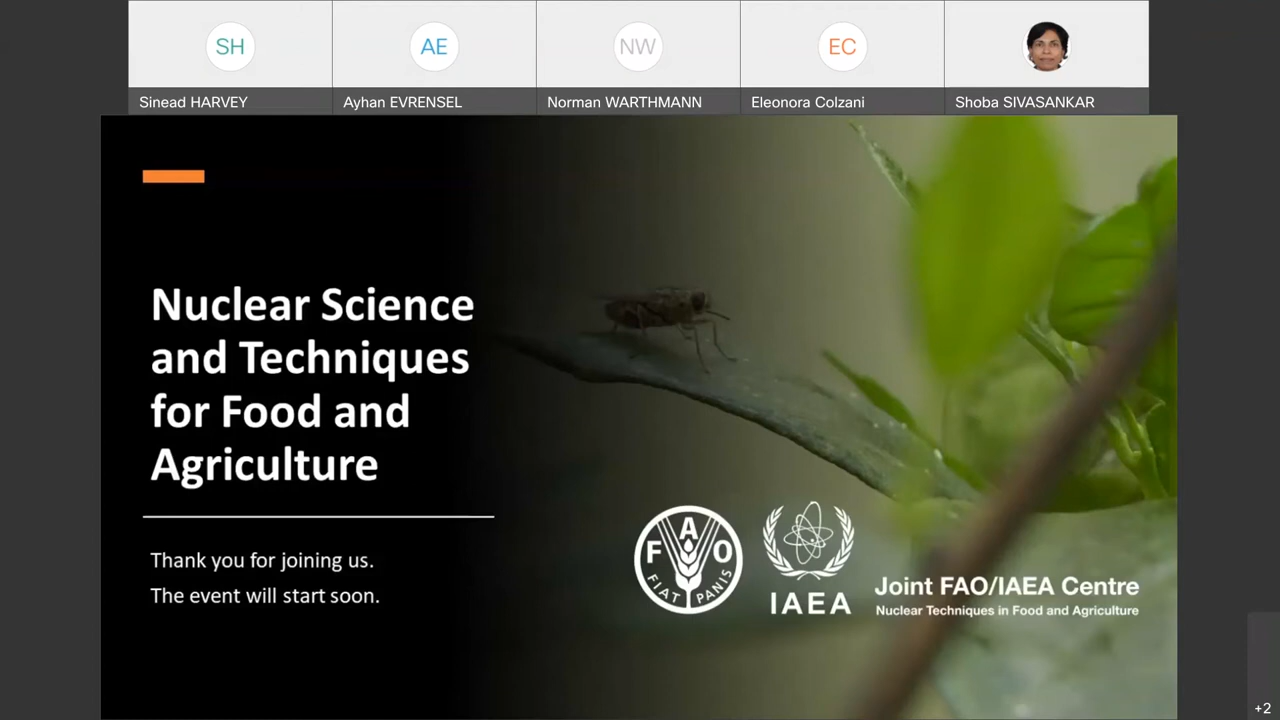 SH
AE
NW
EC
Sinead HARVEY
Ayhan EVRENSEL
Norman WARTHMANN
Eleonora Colzani
Shoba SIVASANKAR
Nuclear Science
and Techniques
for Food and
Agriculture
Thank you for joining us.
The event will start soon.
FAO
FIAT PANIS
IAEA
Joint FAO/IAEA Centre
Nuclear Techniques in Food and Agriculture
+2